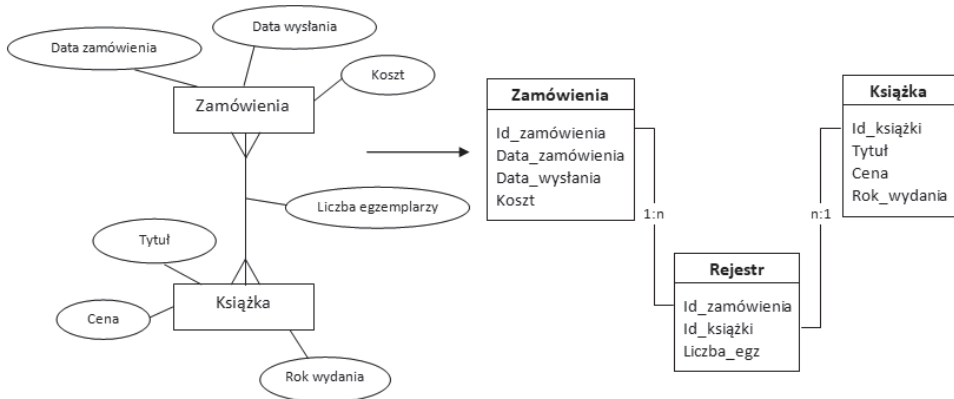 Data wysłania
Data zamówienia
Koszt
Zamówienia
Liczba egzemplarzy
Tytuł
Książka
Cena
Rok wydania
Zamówienia
Id_zamówienia
Data_zamówienia
Data_wysłania
Koszt
1:n
Rejestr
Id_zamówienia
Id_książki
Liczba_egz
n:1
Książka
Id_książki
Tytuł
Cena
Rok_wydania